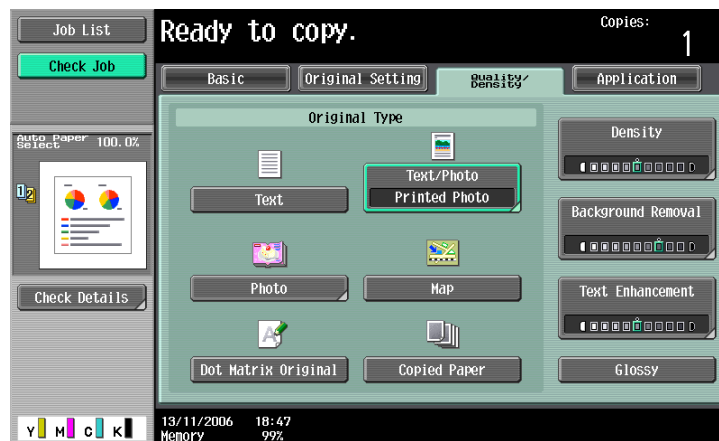 Job List
Check Job
Ready to copy.
Copies:
1
Basic
Original Setting
Quality/
Density
Application
Auto Paper
Select
100.0%
1 2
Check Details
Original Type
Text
Text/Photo
Printed Photo
Photo
Map
Dot Matrix Original
Copied Paper
Density
Background Removal
Text Enhancement
Glossy
Y M C K
13/11/2006 18:47
Memory 99%